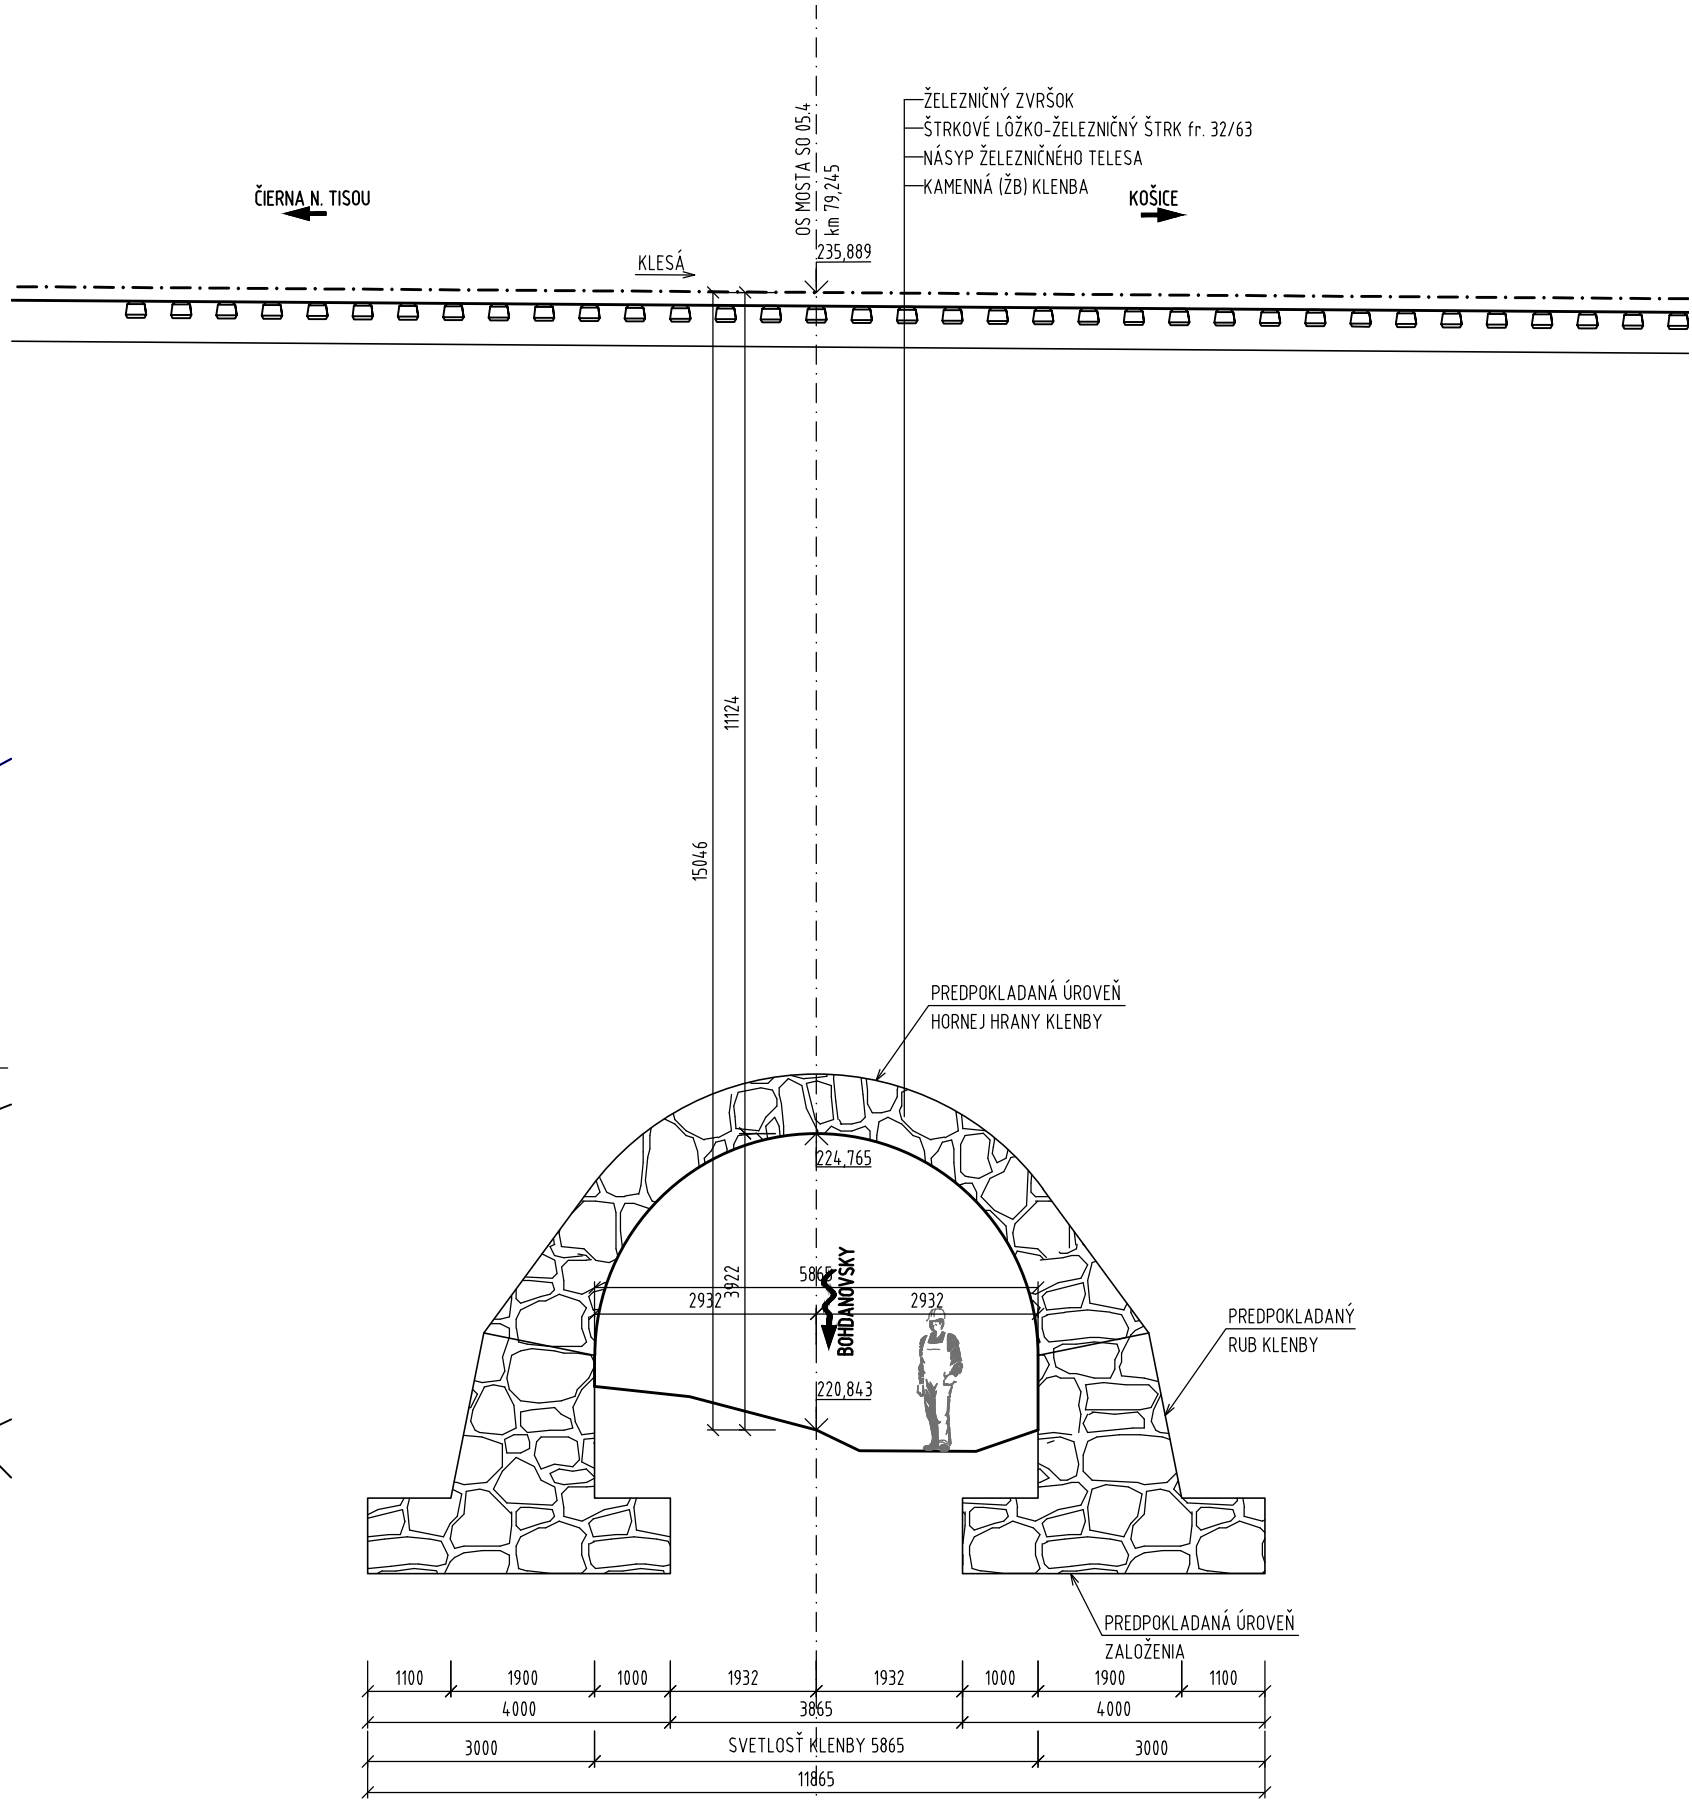 OS MOSTA SO 05.4
km 79,245
ŽELEZNIČNÝ ZVRŠOK
ŠTRKOVÉ LÔŽKO-ŽELEZNIČNÝ ŠTRK fr. 32/63
NÁSYP ŽELEZNIČNÉHO TELESA
KAMENNÁ (ŽB) KLENBA
ČIERNA N. TISOU
KOŠICE
235,889
KLESÁ
11124
15046
PREDPOKLADANÁ ÚROVEŇ
HORNEJ HRANY KLENBY
224,765
3922
5865
BOHDANOVSKY
2932
2932
PREDPOKLADANÝ
RUB KLENBY
220,843
PREDPOKLADANÁ ÚROVEŇ
ZALOŽENIA
1100 1900 1000 1932 1932 1000 1900 1100
4000 3865 4000
3000 SVETLOSŤ KLENBY 5865 3000
11865